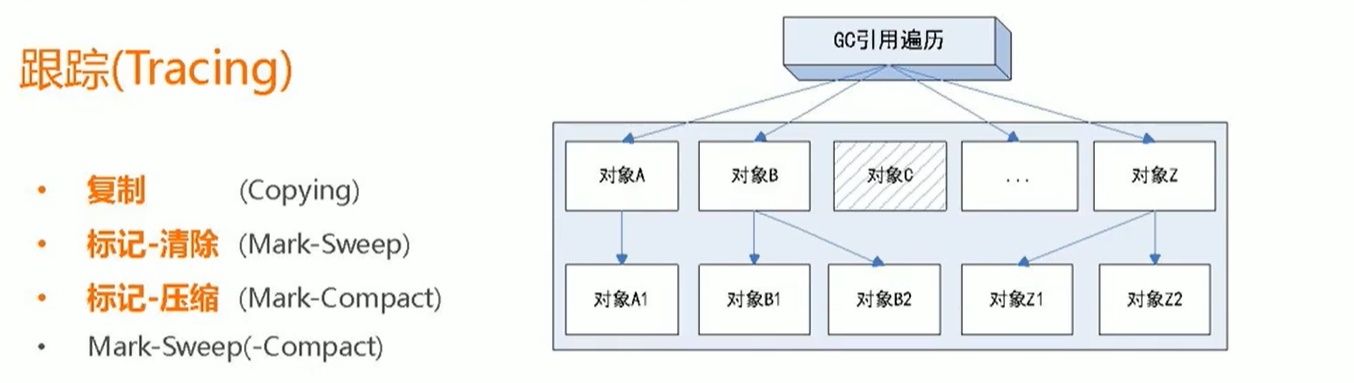 跟踪(Tracing)
• 复制 (Copying)
• 标记-清除 (Mark-Sweep)
• 标记-压缩 (Mark-Compact)
• Mark-Sweep(-Compact)
GC引用遍历
对象A 对象B 对象C ... 对象Z
对象A1 对象B1 对象B2 对象Z1 对象Z2